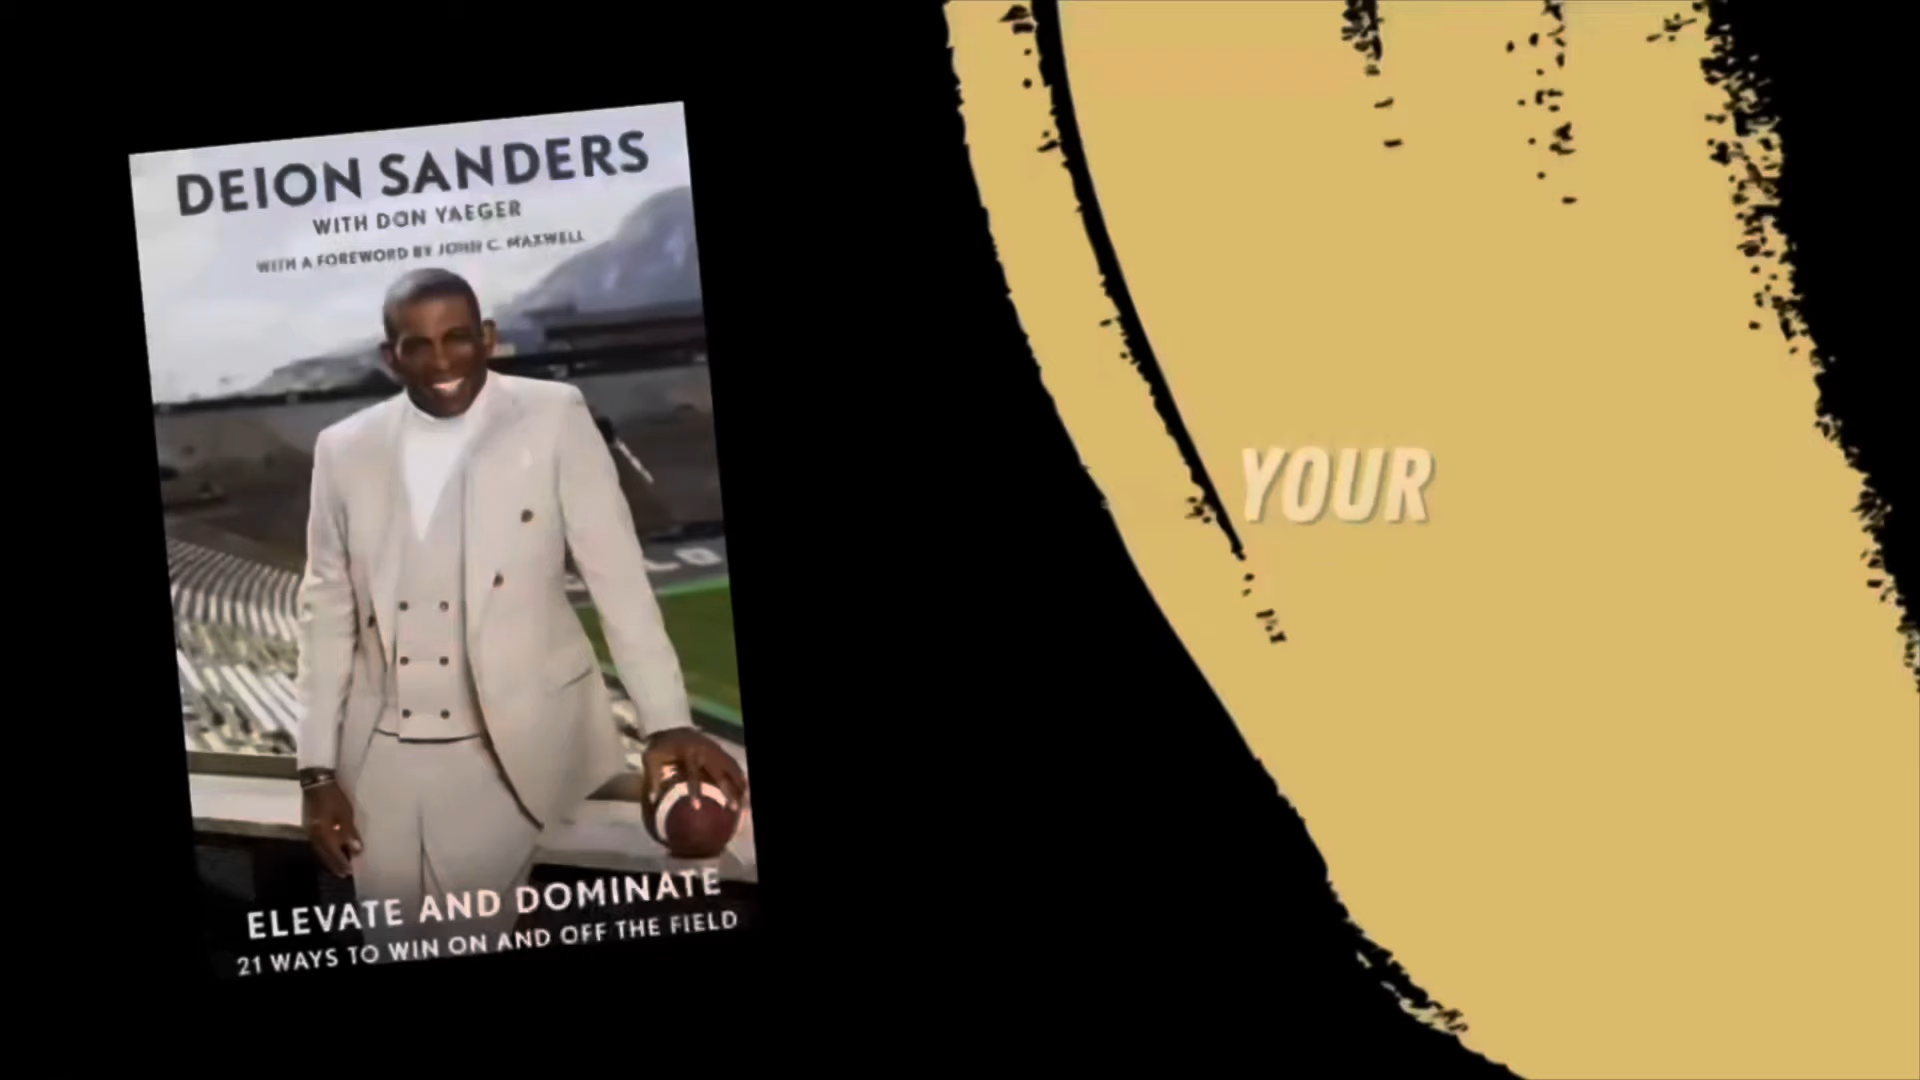 DEION SANDERS
WITH DON YAEGER
WITH A FOREWORD BY JOHN C. MAXWELL
ELEVATE AND DOMINATE
21 WAYS TO WIN ON AND OFF THE FIELD
YOUR